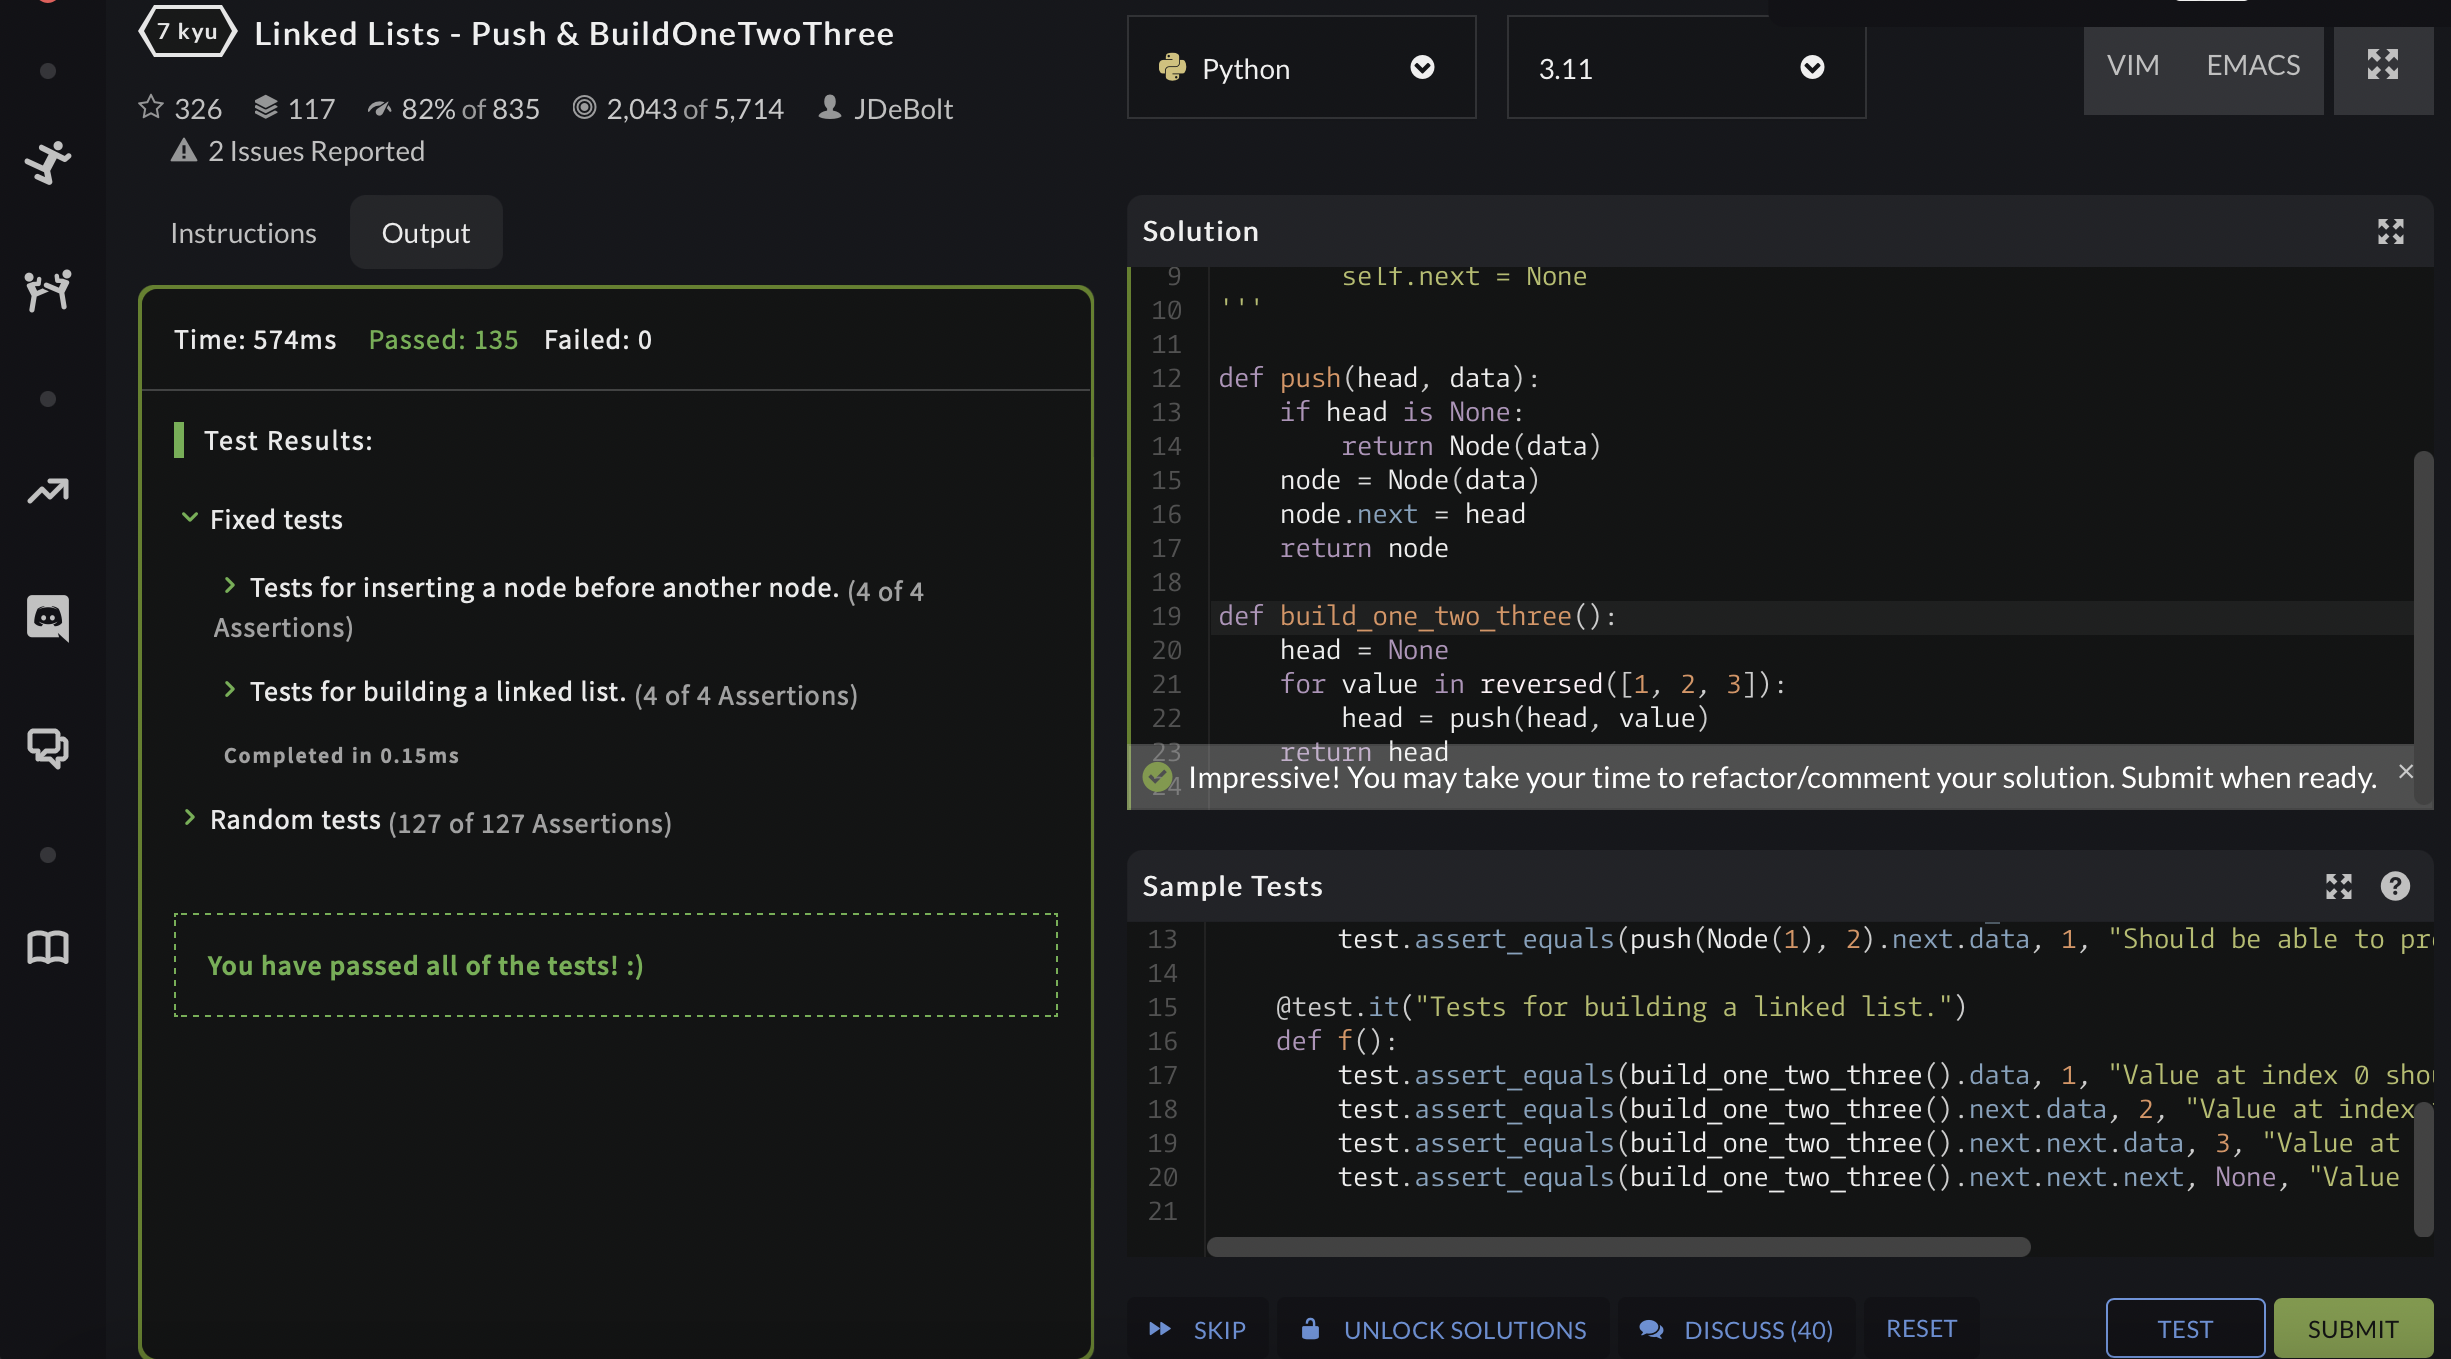 7 kyu
Linked Lists - Push & BuildOneTwoThree
326 117 82% of 835 2,043 of 5,714 JDeBolt
2 Issues Reported
Instructions
Output
Time: 574ms Passed: 135 Failed: 0
Test Results:
Fixed tests
Tests for inserting a node before another node. (4 of 4
Assertions)
Tests for building a linked list. (4 of 4 Assertions)
Completed in 0.15ms
Random tests (127 of 127 Assertions)
You have passed all of the tests! :)
Python
3.11
VIM
EMACS
Solution
9 self.next = None
10 '''
11
12 def push(head, data):
13 if head is None:
14 return Node(data)
15 node = Node(data)
16 node.next = head
17 return node
18
19 def build_one_two_three():
20 head = None
21 for value in reversed([1, 2, 3]):
22 head = push(head, value)
23 return head
24
Impressive! You may take your time to refactor/comment your solution. Submit when ready. ×
Sample Tests
13 test.assert_equals(push(Node(1), 2).next.data, 1, "Should be able to pr
14
15 @test.it("Tests for building a linked list.")
16 def f():
17 test.assert_equals(build_one_two_three().data, 1, "Value at index 0 shou
18 test.assert_equals(build_one_two_three().next.data, 2, "Value at index
19 test.assert_equals(build_one_two_three().next.next.data, 3, "Value at
20 test.assert_equals(build_one_two_three().next.next.next, None, "Value
21
SKIP
UNLOCK SOLUTIONS
DISCUSS (40)
RESET
TEST
SUBMIT